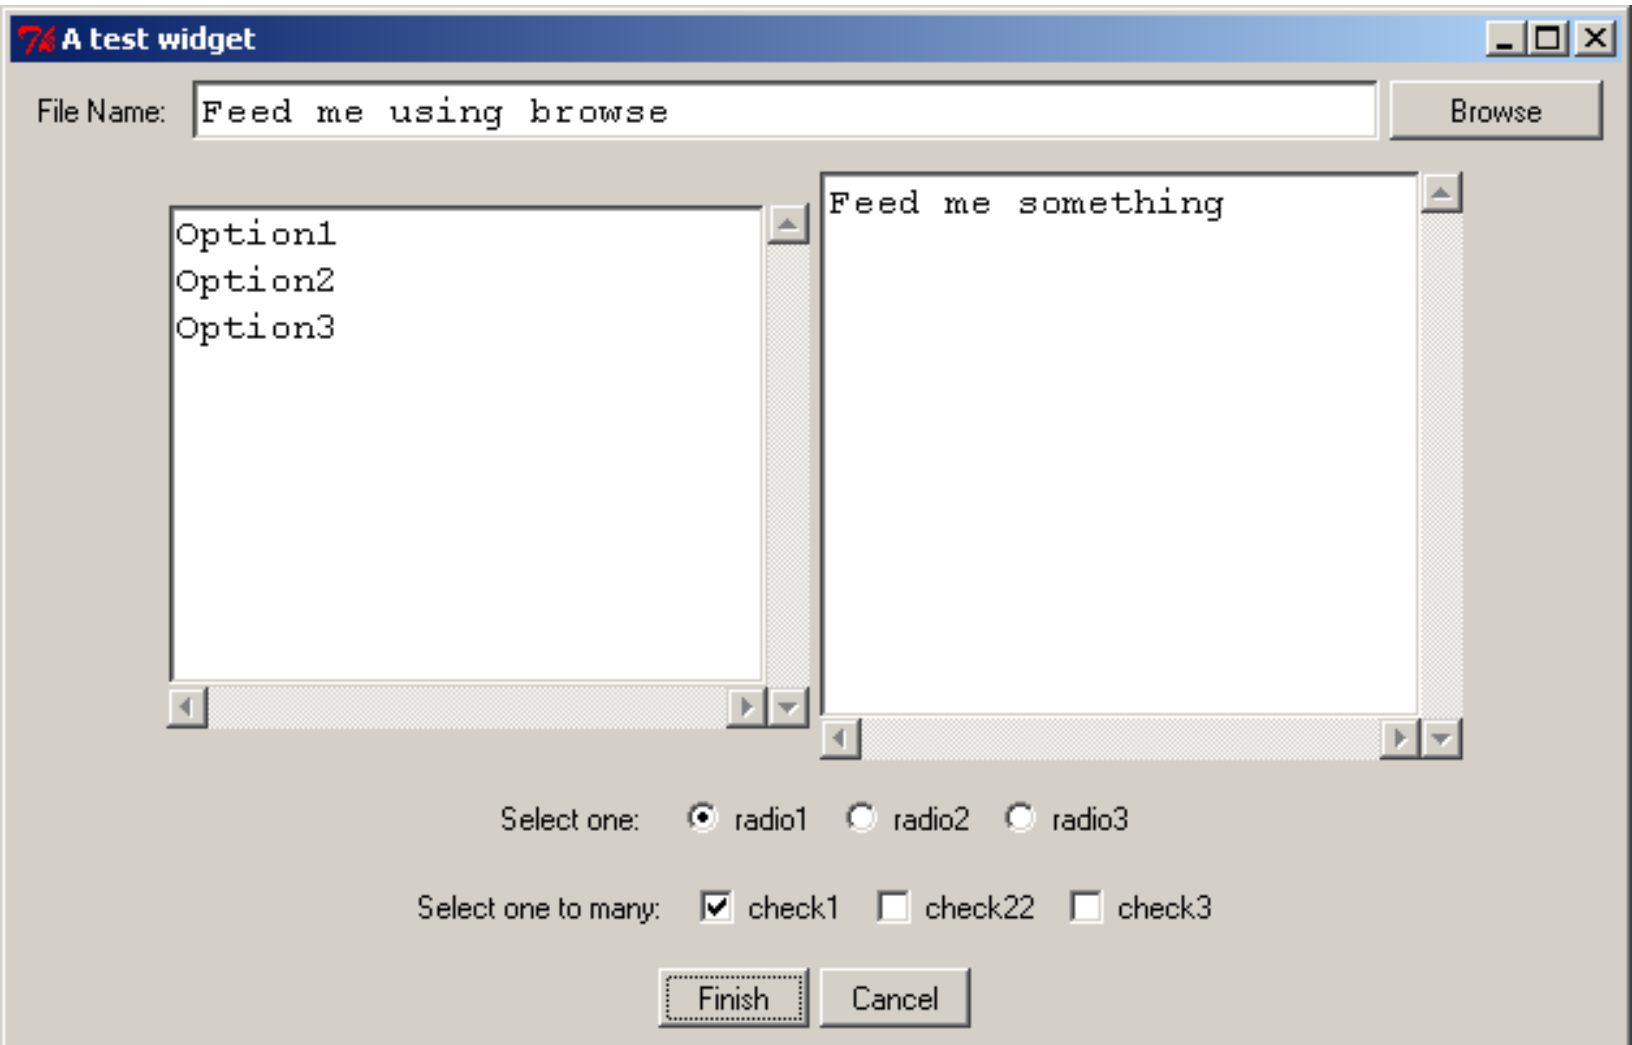 A test widget
File Name: Feed me using browse Browse
Option1
Option2
Option3
Feed me something
Select one: radio1 radio2 radio3
Select one to many: check1 check22 check3
Finish Cancel